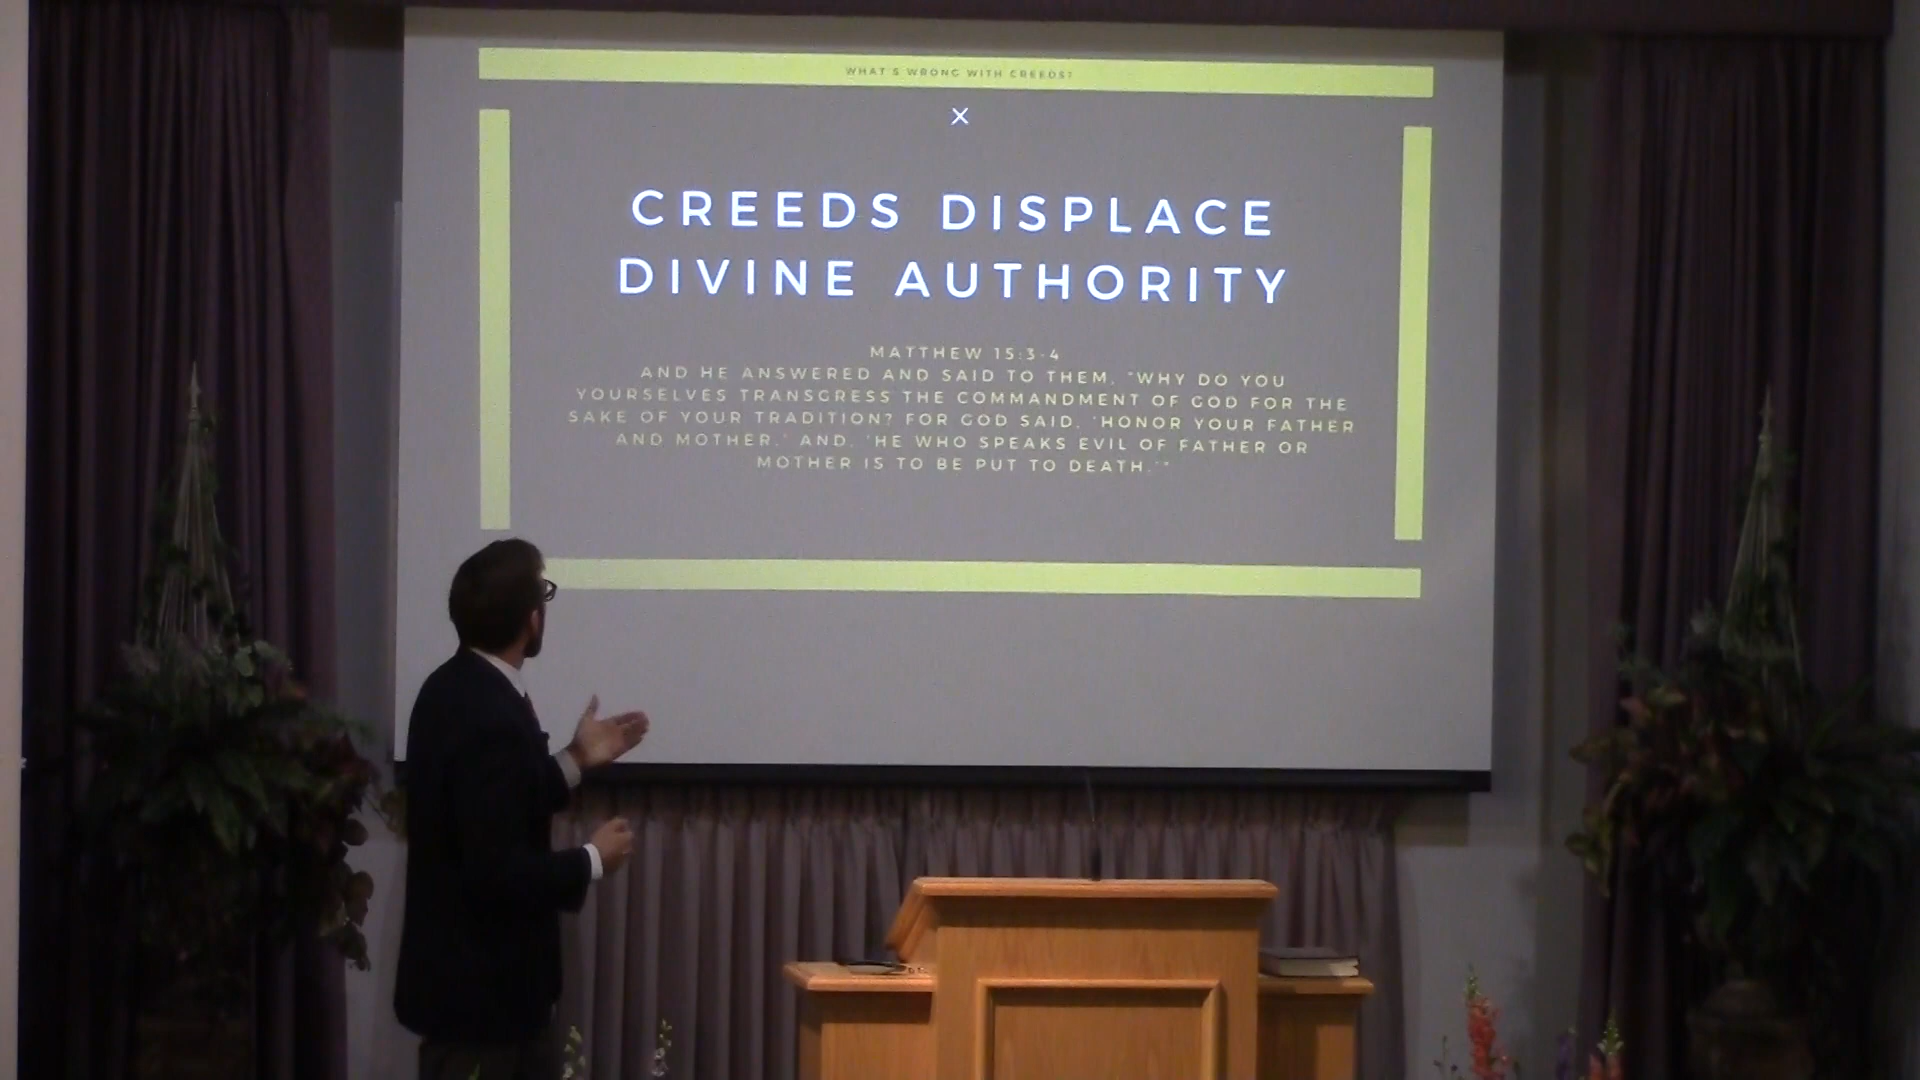 WHAT'S WRONG WITH CREEDS?
X
CREEDS DISPLACE
DIVINE AUTHORITY
MATTHEW 15:3-4
AND HE ANSWERED AND SAID TO THEM, "WHY DO YOU
YOURSELVES TRANSGRESS THE COMMANDMENT OF GOD FOR THE
SAKE OF YOUR TRADITION? FOR GOD SAID, 'HONOR YOUR FATHER
AND MOTHER,' AND, 'HE WHO SPEAKS EVIL OF FATHER OR
MOTHER IS TO BE PUT TO DEATH.'"